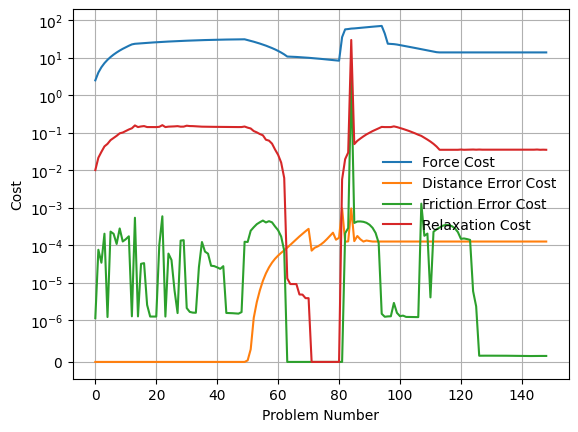 10²
10¹
10⁰
10⁻¹
10⁻²
10⁻³
10⁻⁴
10⁻⁵
10⁻⁶
0
Cost
Force Cost
Distance Error Cost
Friction Error Cost
Relaxation Cost
0 20 40 60 80 100 120 140
Problem Number